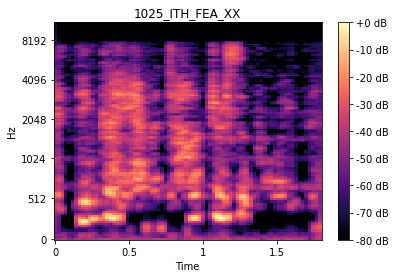 1025_ITH_FEA_XX
+0 dB
8192
-10 dB
4096
-20 dB
-30 dB
2048
Hz
-40 dB
1024
-50 dB
-60 dB
512
-70 dB
0
-80 dB
0
0.5
1
1.5
Time